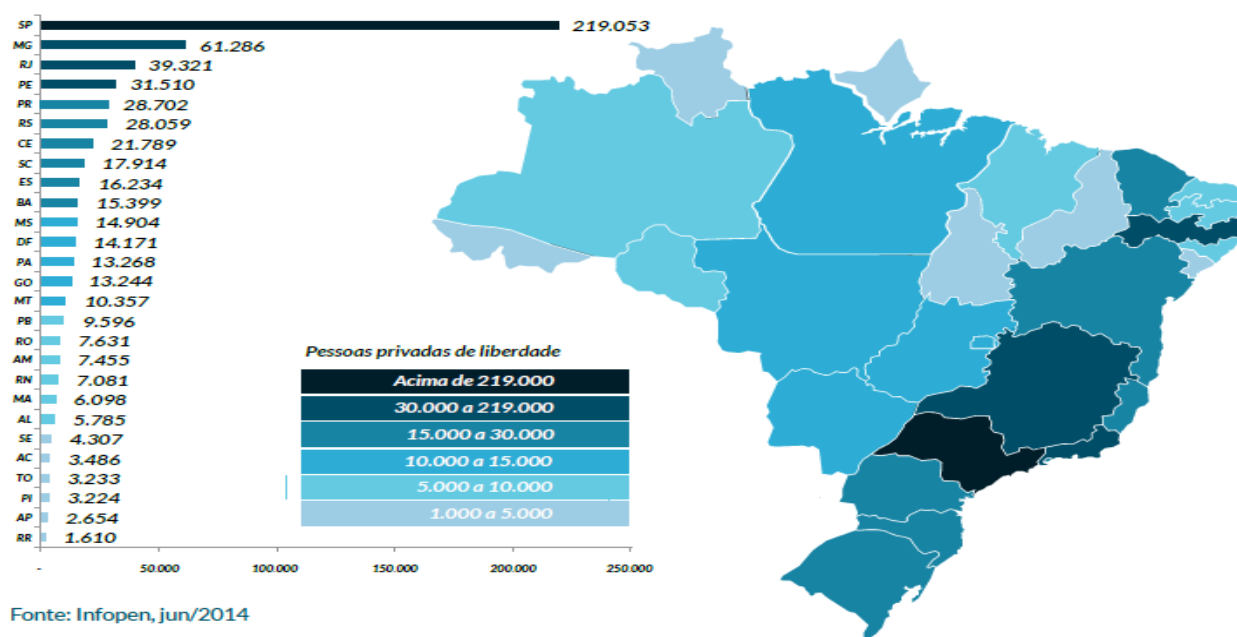 SP 219.053
MG 61.286
RJ 39.321
PE 31.510
PR 28.702
RS 28.059
CE 21.789
SC 17.914
ES 16.234
BA 15.399
MS 14.904
DF 14.171
PA 13.268
GO 13.244
MT 10.357
PB 9.596
RO 7.631
AM 7.455
RN 7.081
MA 6.098
AL 5.785
SE 4.307
AC 3.486
TO 3.233
PI 3.224
AP 2.654
RR 1.610
- 50.000 100.000 150.000 200.000 250.000
Pessoas privadas de liberdade
Acima de 219.000
30.000 a 219.000
15.000 a 30.000
10.000 a 15.000
5.000 a 10.000
1.000 a 5.000
Fonte: Infopen, jun/2014